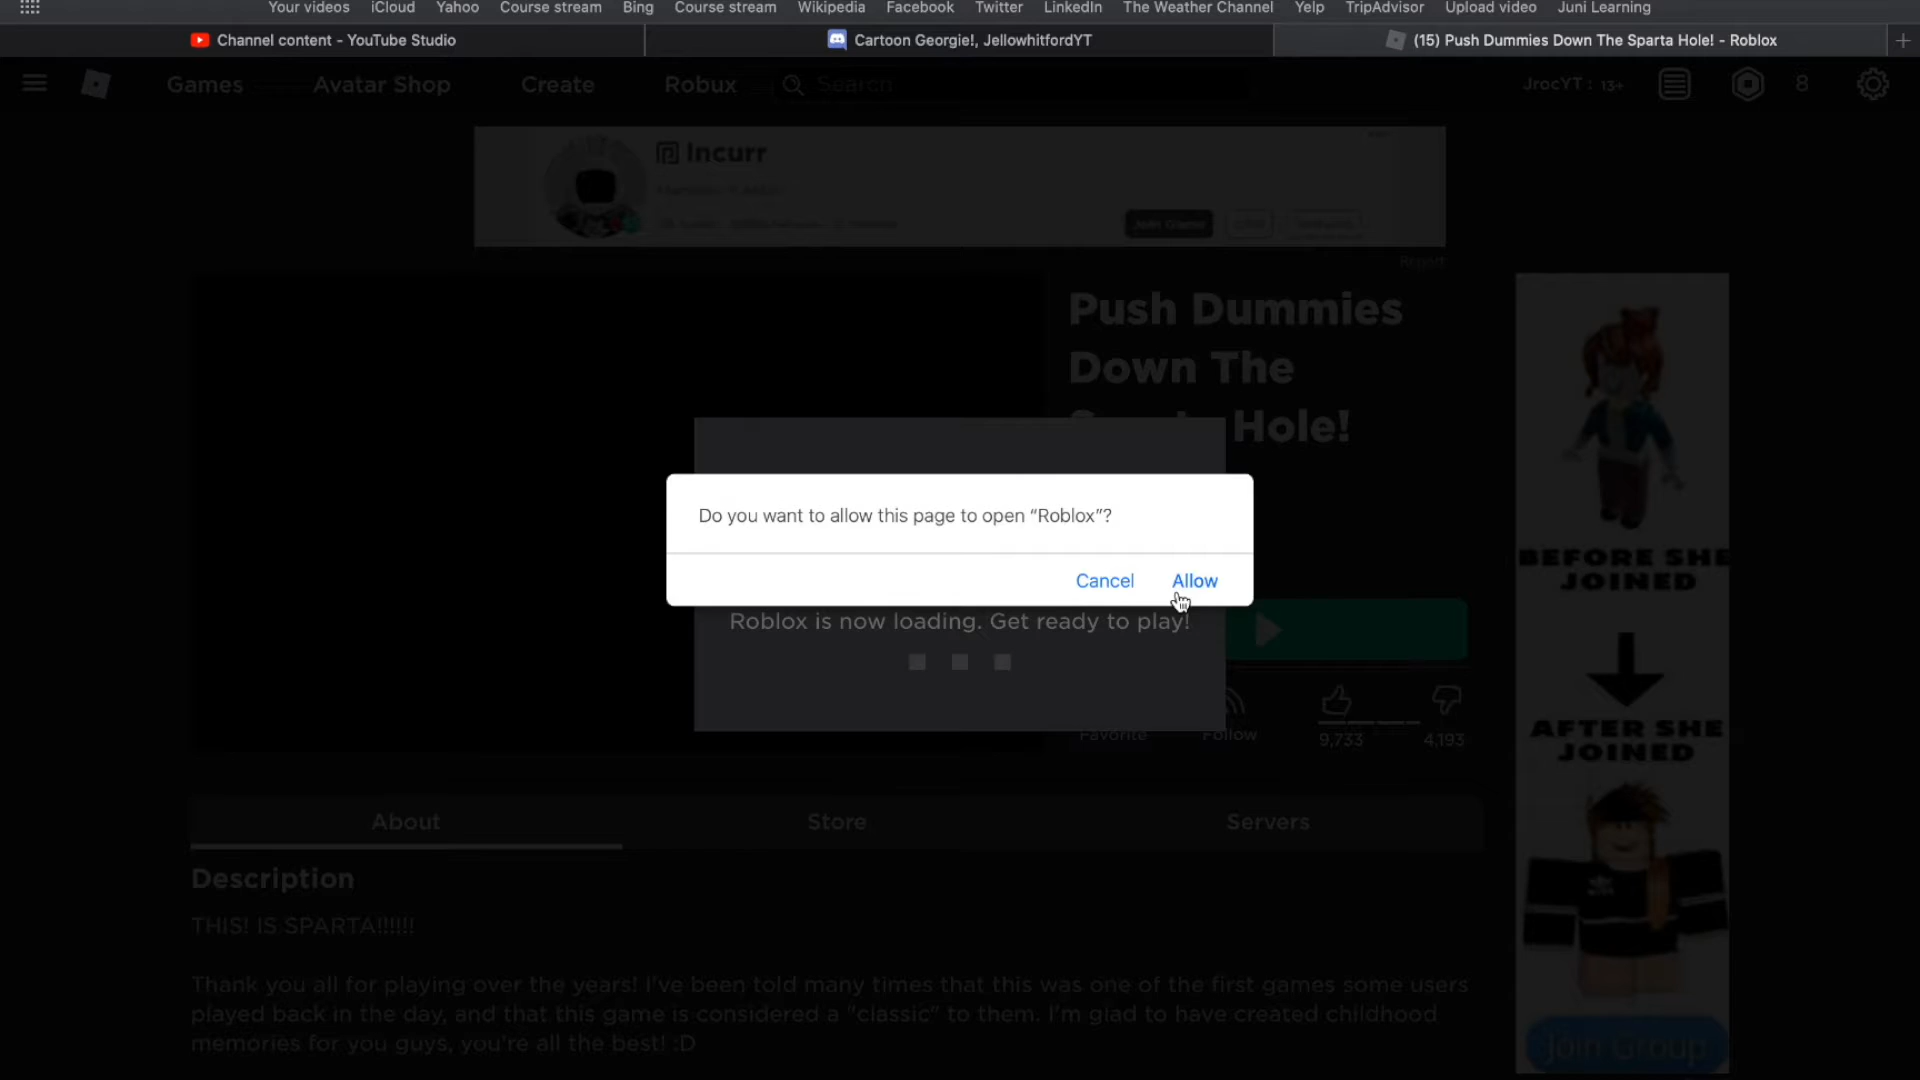 Your videos iCloud Yahoo Course stream Bing Course stream Wikipedia Facebook Twitter LinkedIn The Weather Channel Yelp TripAdvisor Upload video Juni Learning
Channel content - YouTube Studio
Cartoon Georgie!, JellowhitfordYT
(15) Push Dummies Down The Sparta Hole! - Roblox
Games Avatar Shop Create Robux Search JrocYT : 13+ 8
Incurr
Join Game
Report
Push Dummies
Down The
Hole!
Do you want to allow this page to open “Roblox”?
Cancel Allow
Roblox is now loading. Get ready to play!
Favorite Follow 9,733 4,193
BEFORE SHE
JOINED
AFTER SHE
JOINED
Join Group
About Store Servers
Description
THIS! IS SPARTA!!!!!!
Thank you all for playing over the years! I've been told many times that this was one of the first games some users
played back in the day, and that this game is considered a "classic" to them. I'm glad to have created childhood
memories for you guys, you're all the best! :D